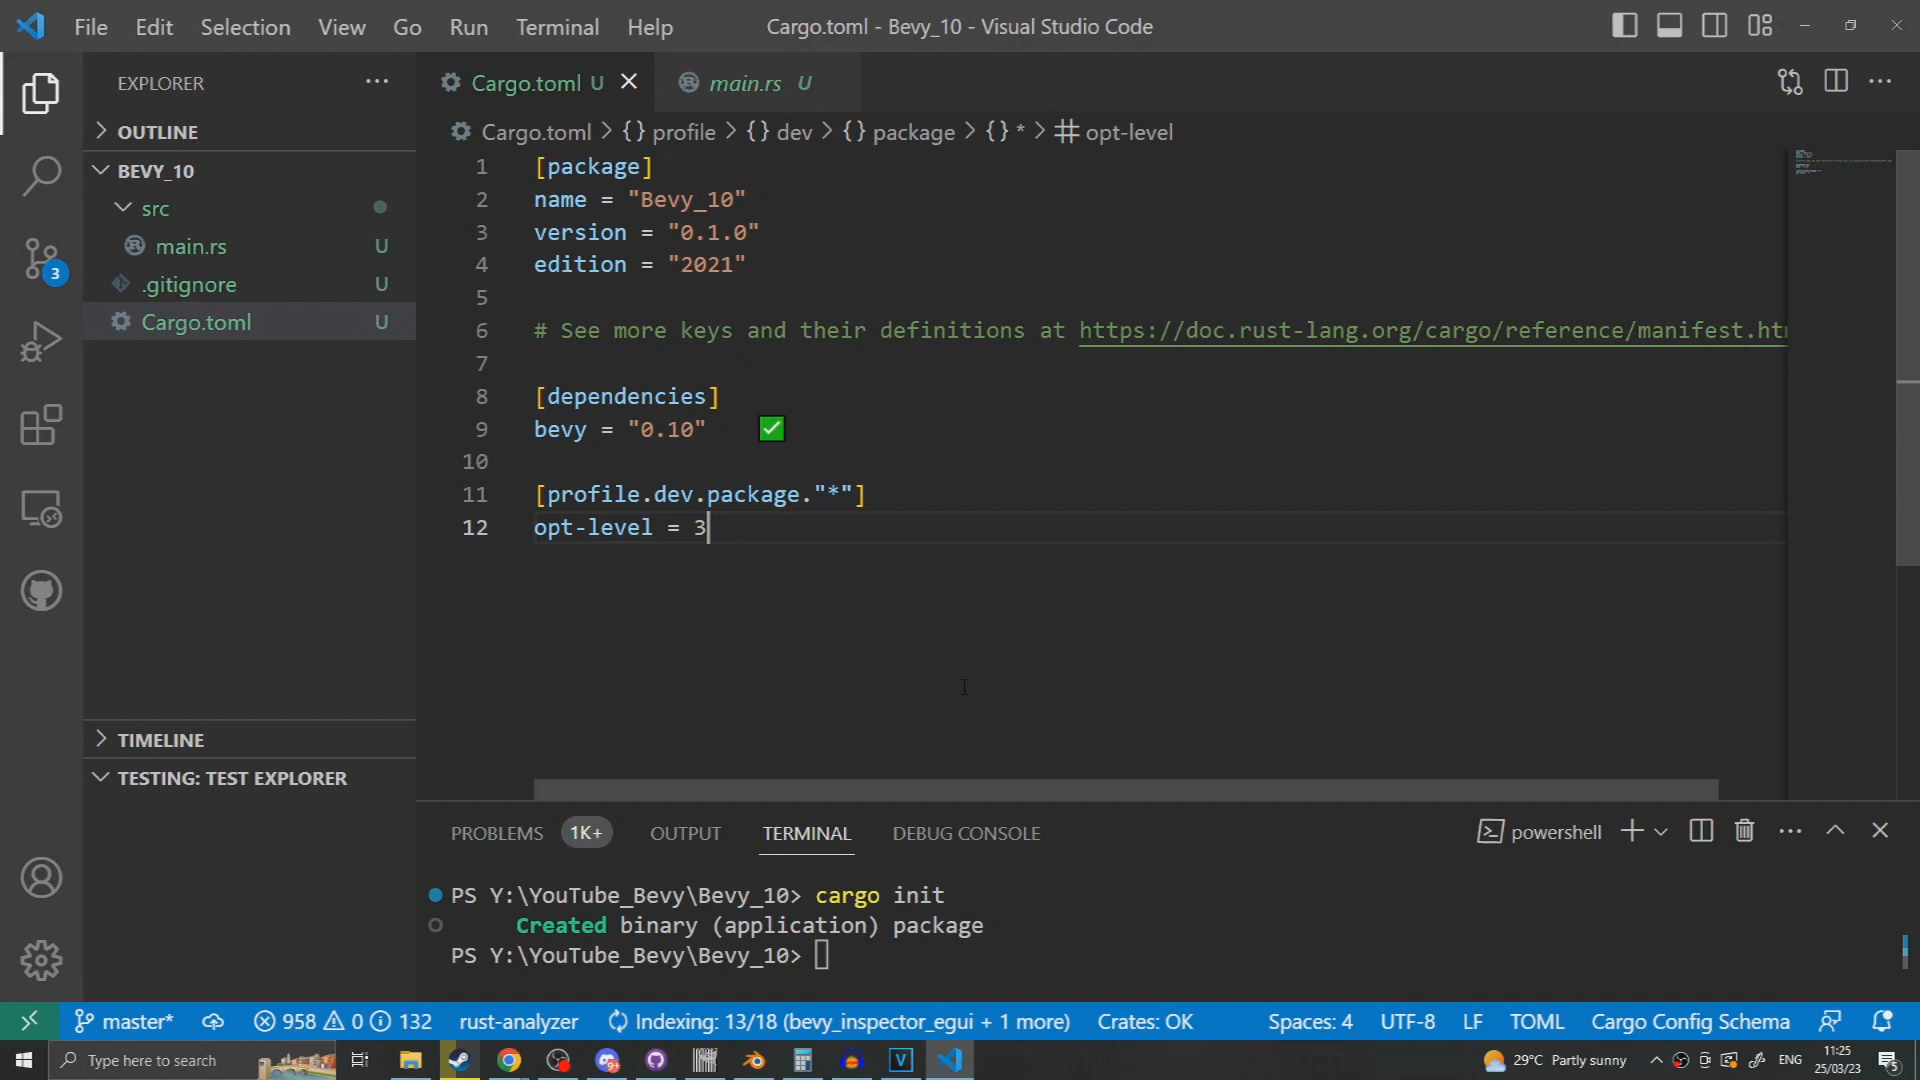 File Edit Selection View Go Run Terminal Help
Cargo.toml - Bevy_10 - Visual Studio Code
EXPLORER
OUTLINE
BEVY_10
src
main.rs U
.gitignore U
Cargo.toml U
TIMELINE
TESTING: TEST EXPLORER
3
Cargo.toml U
main.rs U
Cargo.toml > {} profile > {} dev > {} package > {} * > # opt-level
1 [package]
2 name = "Bevy_10"
3 version = "0.1.0"
4 edition = "2021"
5
6 # See more keys and their definitions at https://doc.rust-lang.org/cargo/reference/manifest.htm
7
8 [dependencies]
9 bevy = "0.10" ✅
10
11 [profile.dev.package."*"]
12 opt-level = 3
PROBLEMS 1K+ OUTPUT TERMINAL DEBUG CONSOLE
powershell
PS Y:\YouTube_Bevy\Bevy_10> cargo init
Created binary (application) package
PS Y:\YouTube_Bevy\Bevy_10>
master* 958 0 132 rust-analyzer Indexing: 13/18 (bevy_inspector_egui + 1 more) Crates: OK Spaces: 4 UTF-8 LF TOML Cargo Config Schema
Type here to search
9+
V
29°C Partly sunny
ENG
11:25
25/03/23
5